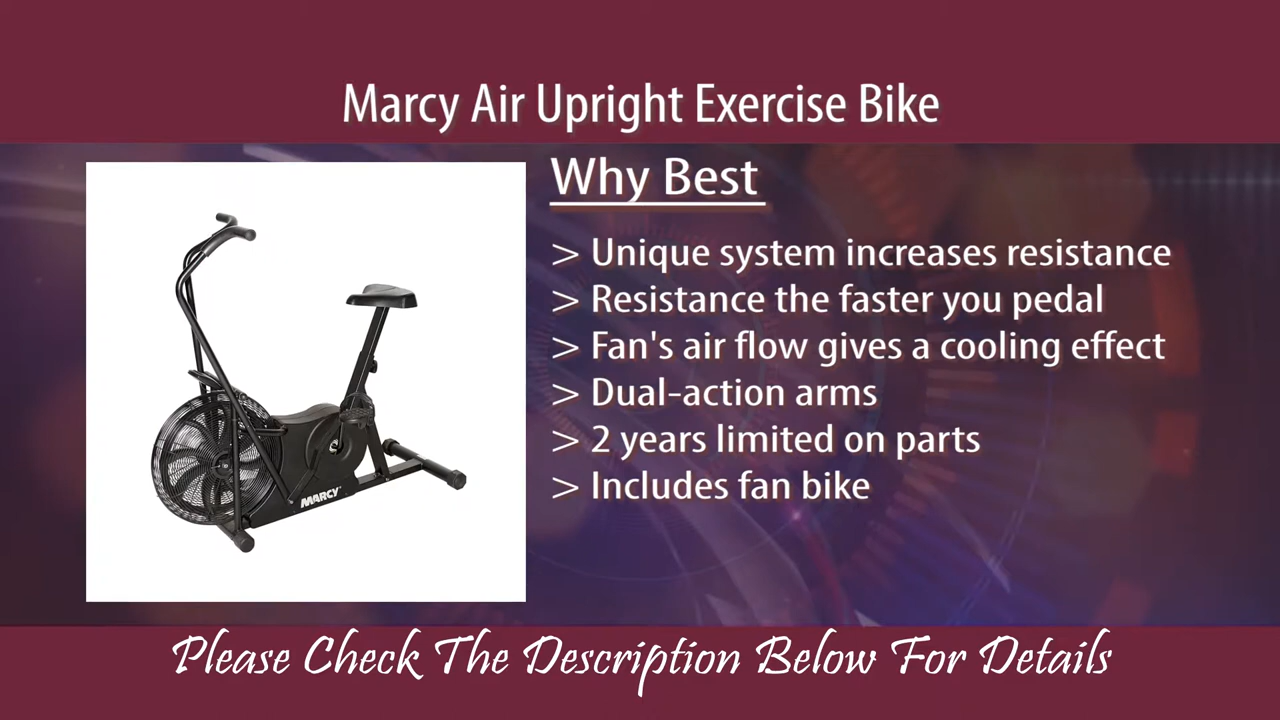 Marcy Air Upright Exercise Bike
Why Best
> Unique system increases resistance
> Resistance the faster you pedal
> Fan's air flow gives a cooling effect
> Dual-action arms
> 2 years limited on parts
> Includes fan bike
MARCY
Please Check The Description Below For Details